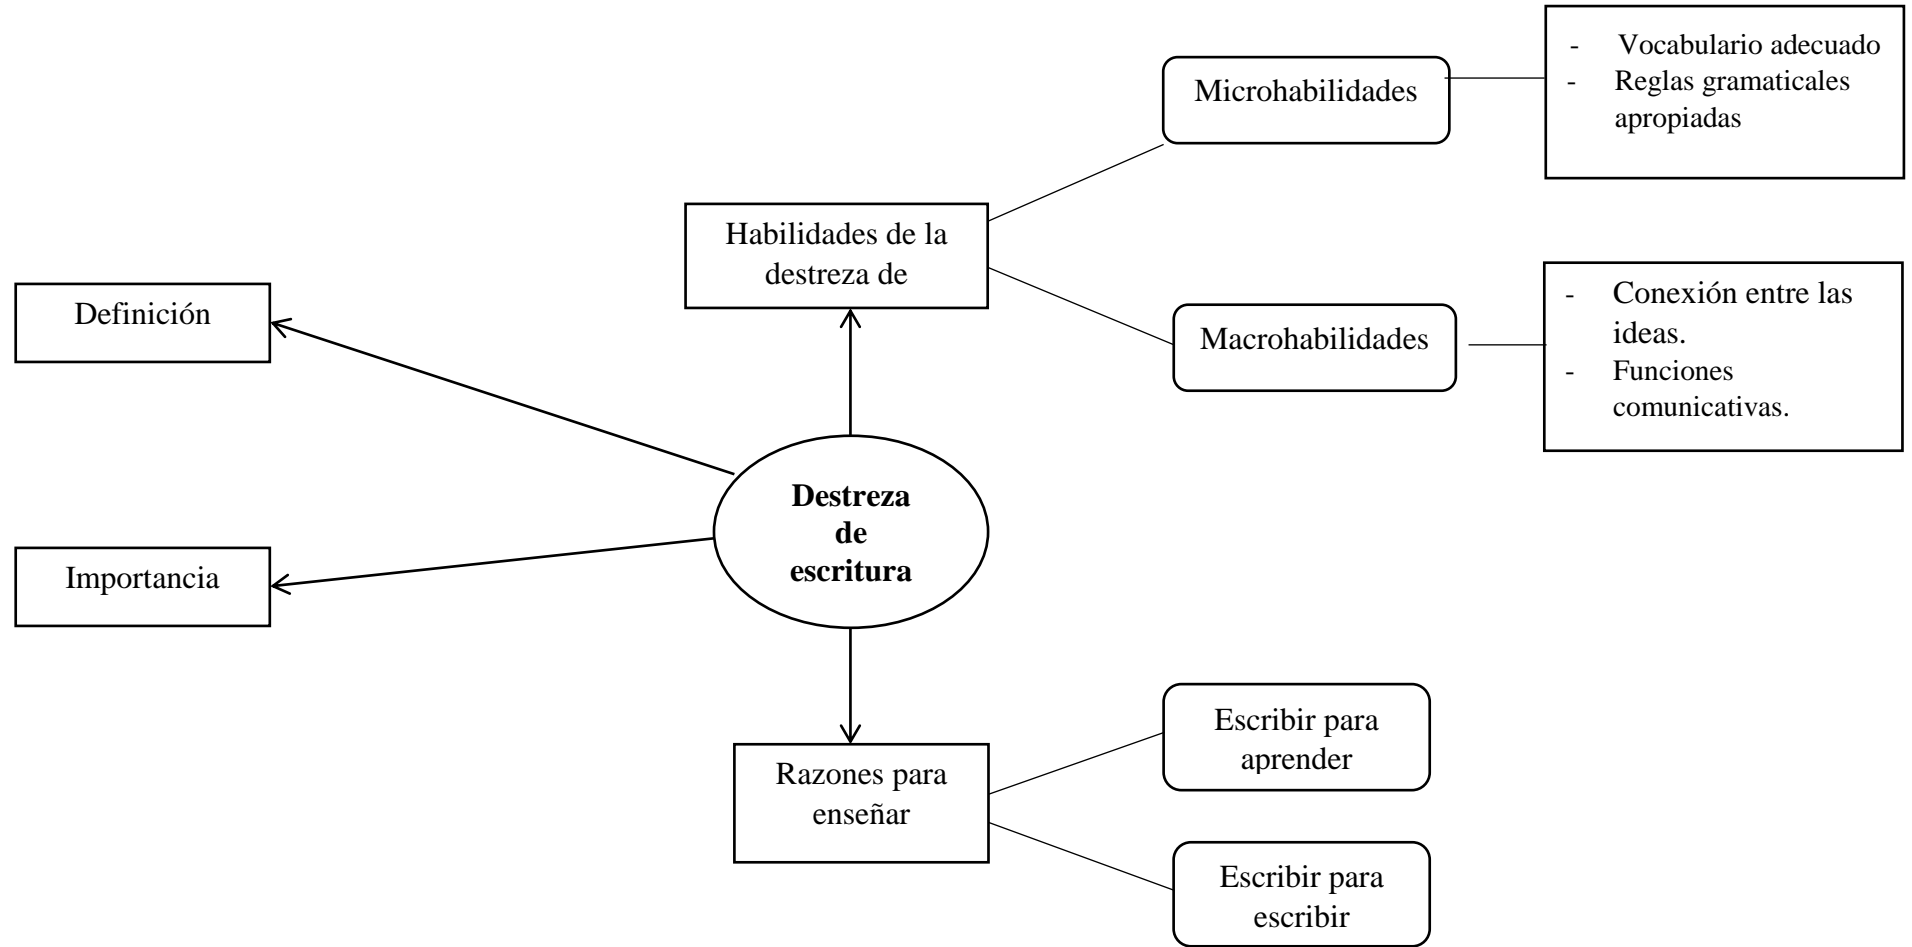 - Vocabulario adecuado
- Reglas gramaticales
apropiadas
Microhabilidades
Habilidades de la
destreza de
Definición
Macrohabilidades
- Conexión entre las
ideas.
- Funciones
comunicativas.
Destreza
de
escritura
Importancia
Razones para
enseñar
Escribir para
aprender
Escribir para
escribir